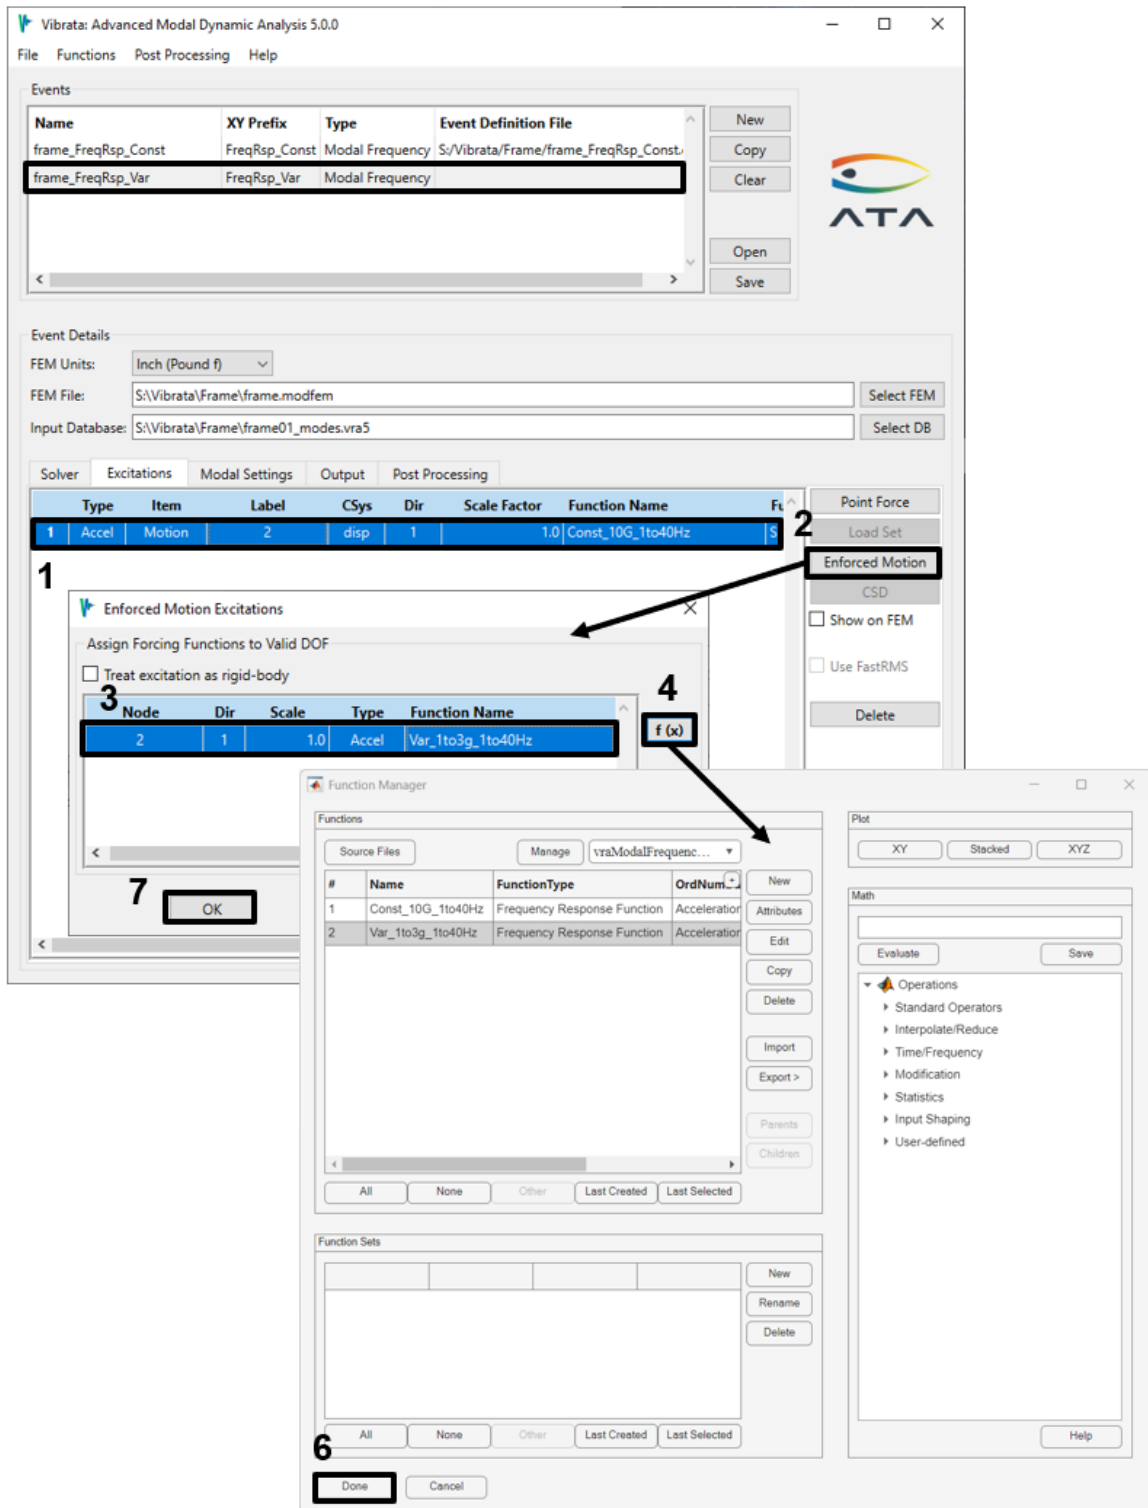 Vibrata: Advanced Modal Dynamic Analysis 5.0.0
File Functions Post Processing Help
Events
Name XY Prefix Type Event Definition File
frame_FreqRsp_Const FreqRsp_Const Modal Frequency S:/Vibrata/Frame/frame_FreqRsp_Const.
frame_FreqRsp_Var FreqRsp_Var Modal Frequency
New
Copy
Clear
Open
Save
ATA
Event Details
FEM Units: Inch (Pound f)
FEM File: S:\Vibrata\Frame\frame.modfem Select FEM
Input Database: S:\Vibrata\Frame\frame01_modes.vra5 Select DB
Solver Excitations Modal Settings Output Post Processing
Type Item Label CSys Dir Scale Factor Function Name Fu
1 Accel Motion 2 disp 1 1.0 Const_10G_1to40Hz S
1
2
Point Force
Load Set
Enforced Motion
CSD
Show on FEM
Use FastRMS
Delete
Enforced Motion Excitations
Assign Forcing Functions to Valid DOF
Treat excitation as rigid-body
3
4
Node Dir Scale Type Function Name
2 1 1.0 Accel Var_1to3g_1to40Hz
f (x)
7
OK
Function Manager
Functions
Source Files Manage vraModalFrequenc...
# Name FunctionType OrdNum
1 Const_10G_1to40Hz Frequency Response Function Acceleration
2 Var_1to3g_1to40Hz Frequency Response Function Acceleration
New
Attributes
Edit
Copy
Delete
Import
Export >
Parents
Children
All None Other Last Created Last Selected
Function Sets
New
Rename
Delete
All None Other Last Created Last Selected
6
Done Cancel
Plot
XY Stacked XYZ
Math
Evaluate Save
Operations
Standard Operators
Interpolate/Reduce
Time/Frequency
Modification
Statistics
Input Shaping
User-defined
Help